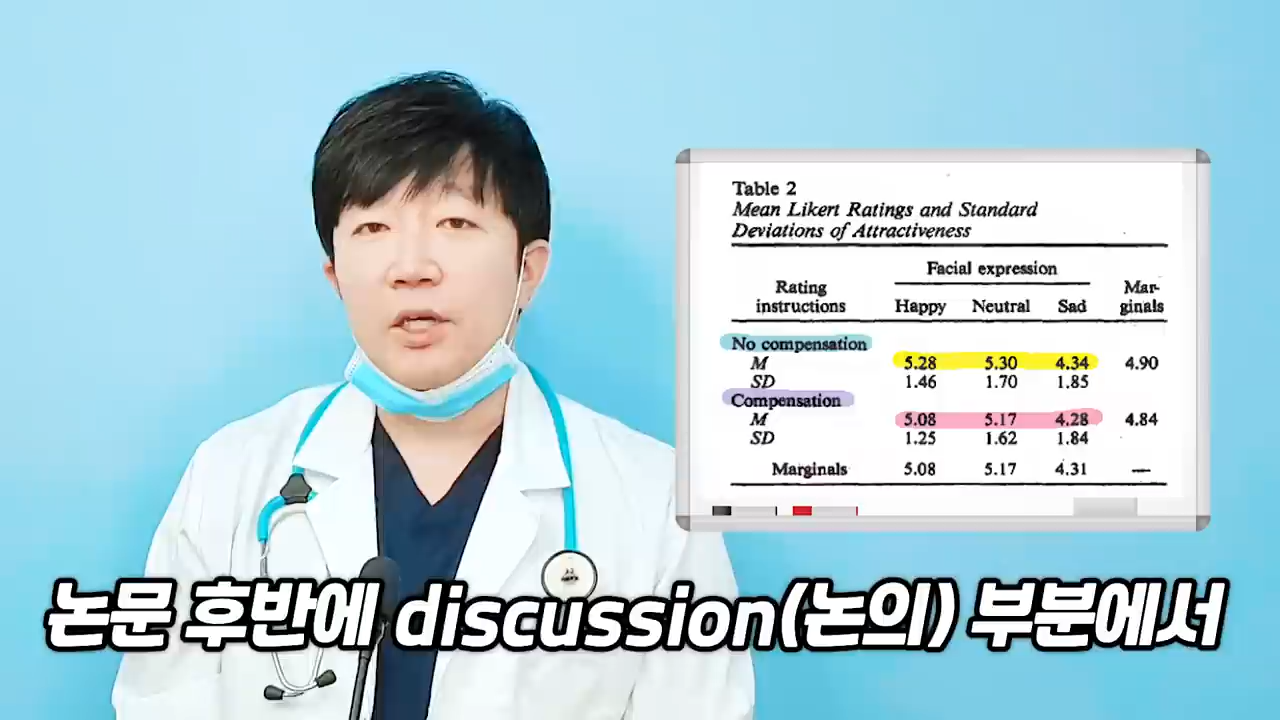 Table 2
Mean Likert Ratings and Standard
Deviations of Attractiveness
Facial expression
Rating instructions Happy Neutral Sad Mar-ginals
No compensation
M 5.28 5.30 4.34 4.90
SD 1.46 1.70 1.85
Compensation
M 5.08 5.17 4.28 4.84
SD 1.25 1.62 1.84
Marginals 5.08 5.17 4.31 —
논문 후반에 discussion(논의) 부분에서